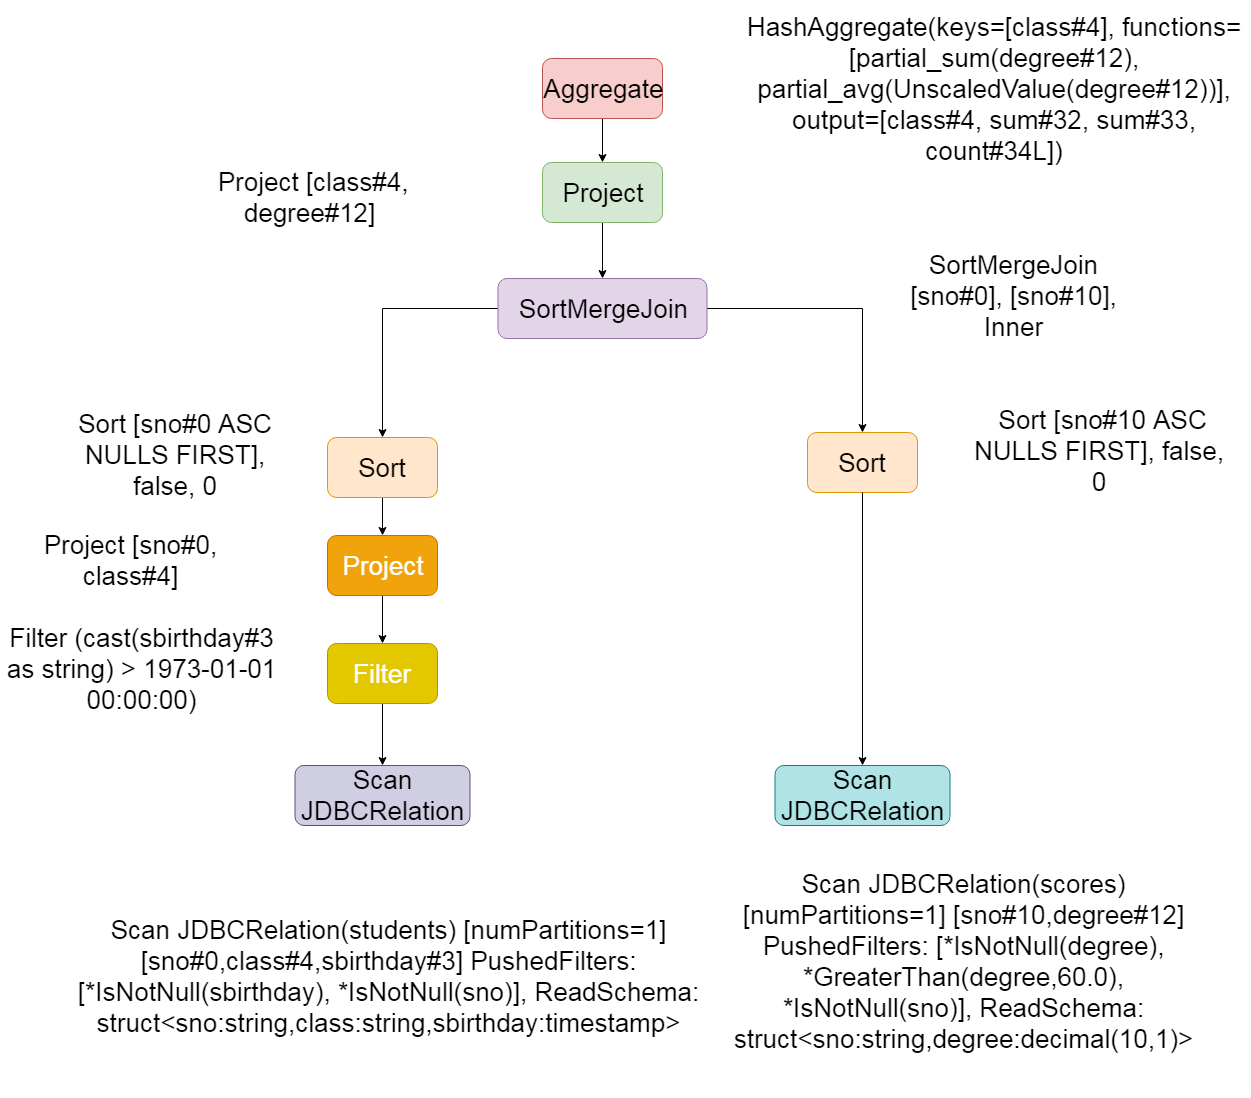 HashAggregate(keys=[class#4], functions=
[partial_sum(degree#12),
partial_avg(UnscaledValue(degree#12))],
output=[class#4, sum#32, sum#33,
count#34L])
Aggregate
Project [class#4,
degree#12]
Project
SortMergeJoin
[sno#0], [sno#10],
Inner
SortMergeJoin
Sort [sno#0 ASC
NULLS FIRST],
false, 0
Sort
Sort
Sort [sno#10 ASC
NULLS FIRST], false,
0
Project [sno#0,
class#4]
Project
Filter (cast(sbirthday#3
as string) > 1973-01-01
00:00:00)
Filter
Scan
JDBCRelation
Scan
JDBCRelation
Scan JDBCRelation(students) [numPartitions=1]
[sno#0,class#4,sbirthday#3] PushedFilters:
[*IsNotNull(sbirthday), *IsNotNull(sno)], ReadSchema:
struct<sno:string,class:string,sbirthday:timestamp>
Scan JDBCRelation(scores)
[numPartitions=1] [sno#10,degree#12]
PushedFilters: [*IsNotNull(degree),
*GreaterThan(degree,60.0),
*IsNotNull(sno)], ReadSchema:
struct<sno:string,degree:decimal(10,1)>